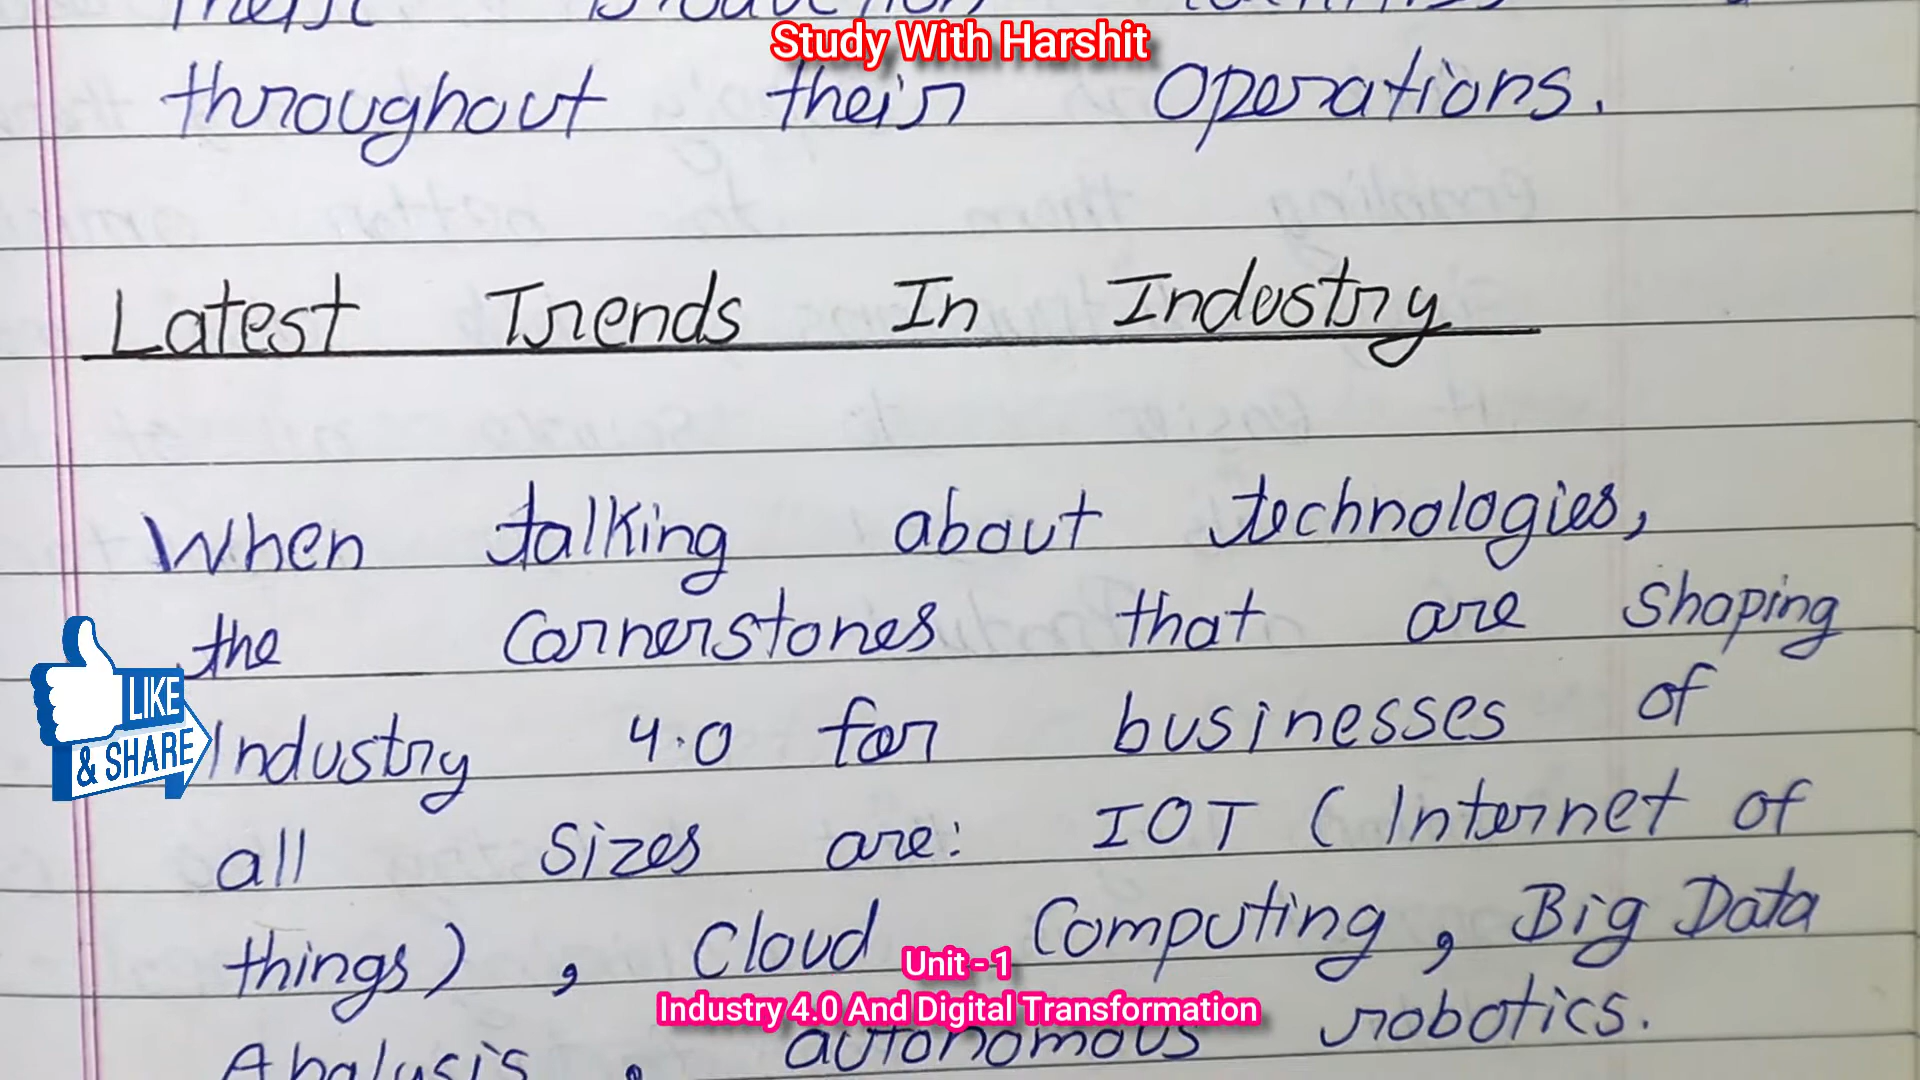 Study With Harshit
throughout their operations.
Latest Trends In Industry
When talking about technologies,
the cornerstones that are shaping
Industry 4.0 for businesses of
all sizes are: IOT (Internet of
things), Cloud Computing, Big Data
Analysis, autonomous robotics.
LIKE
& SHARE
Unit - 1
Industry 4.0 And Digital Transformation